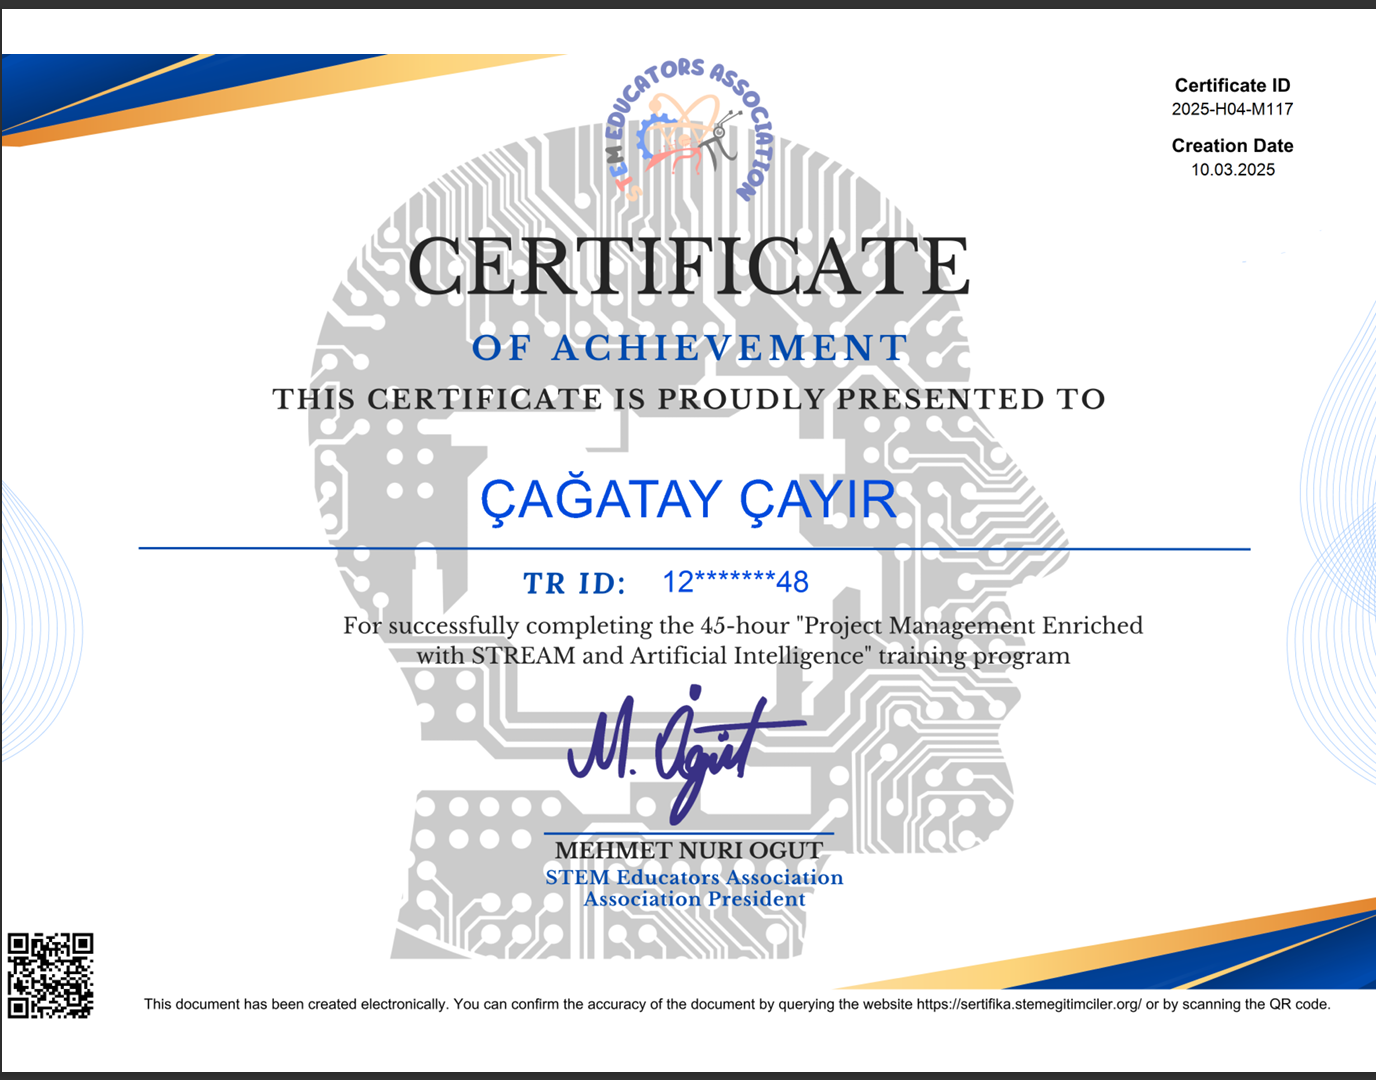 STEM EDUCATORS ASSOCIATION
Certificate ID
2025-H04-M117
Creation Date
10.03.2025
CERTIFICATE
OF ACHIEVEMENT
THIS CERTIFICATE IS PROUDLY PRESENTED TO
ÇAĞATAY ÇAYIR
TR ID: 12*******48
For successfully completing the 45-hour "Project Management Enriched
with STREAM and Artificial Intelligence" training program
M. Ögüt
MEHMET NURI OGUT
STEM Educators Association
Association President
This document has been created electronically. You can confirm the accuracy of the document by querying the website https://sertifika.stemegitimciler.org/ or by scanning the QR code.